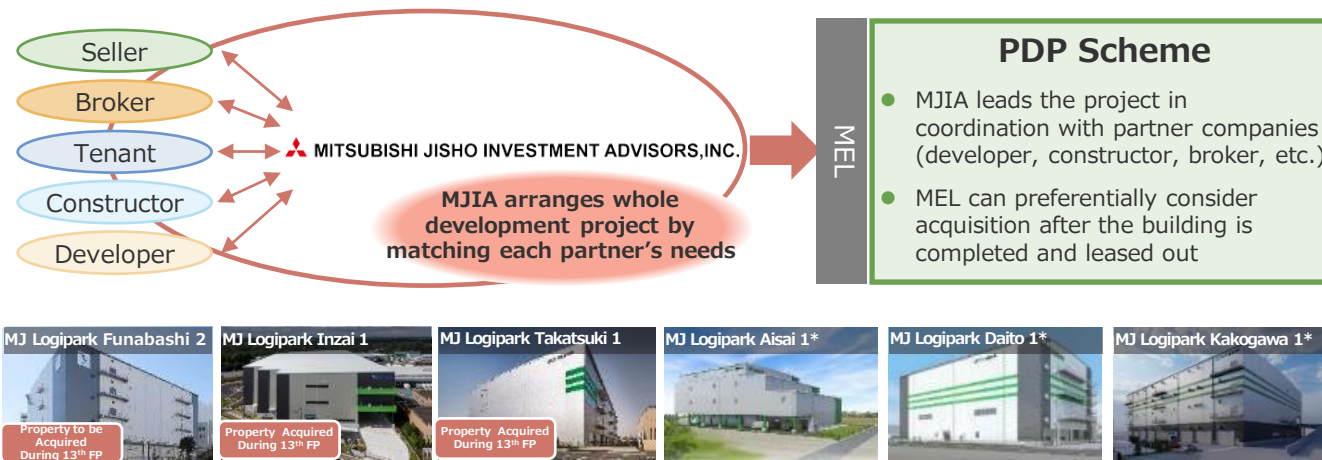 Seller
Broker
Tenant
Constructor
Developer
MITSUBISHI JISHO INVESTMENT ADVISORS,INC.
MJIA arranges whole
development project by
matching each partner's needs
MEL
PDP Scheme
● MJIA leads the project in
coordination with partner companies
(developer, constructor, broker, etc.)
● MEL can preferentially consider
acquisition after the building is
completed and leased out
MJ Logipark Funabashi 2
Property to be
Acquired
During 13th FP
MJ Logipark Inzai 1
Property Acquired
During 13th FP
MJ Logipark Takatsuki 1
Property Acquired
During 13th FP
MJ Logipark Aisai 1*
MJ Logipark Daito 1*
MJ Logipark Kakogawa 1*